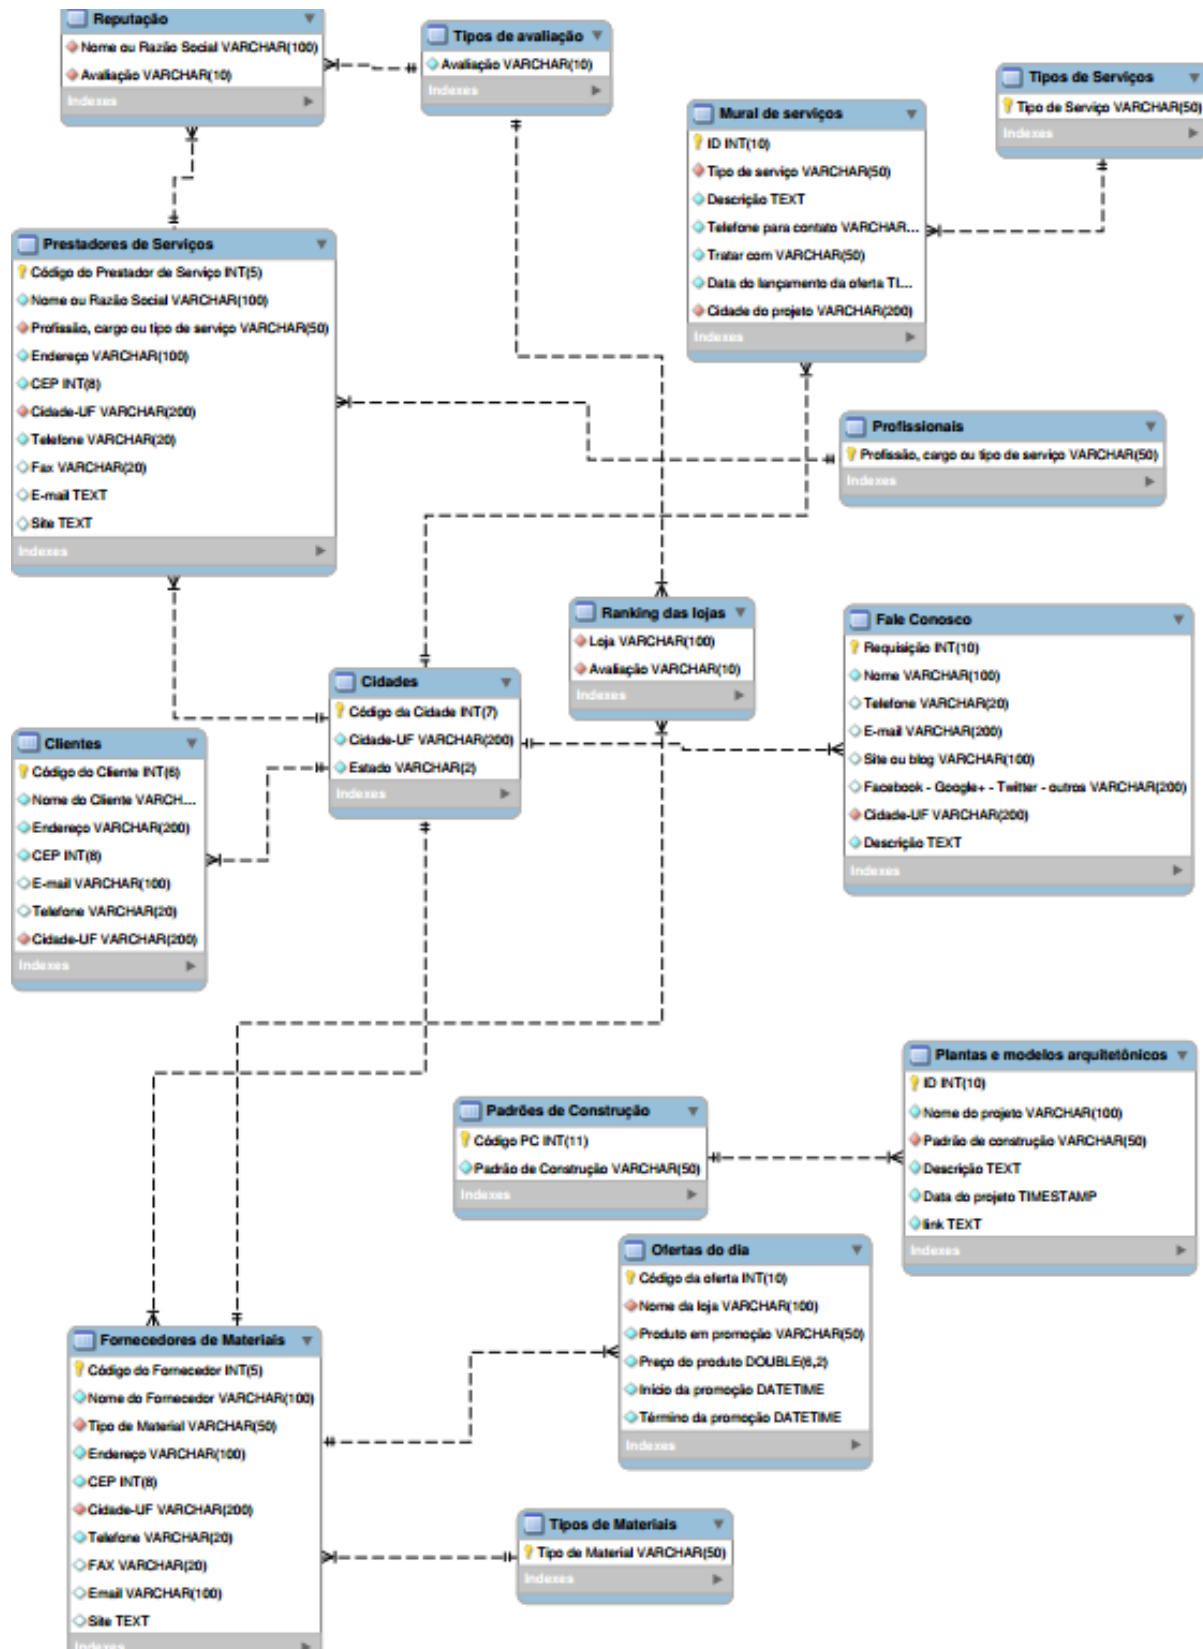 Reputação
Nome ou Razão Social VARCHAR(100)
Avaliação VARCHAR(10)
Indexes
Tipos de avaliação
Avaliação VARCHAR(10)
Indexes
Tipos de Serviços
Tipo de Serviço VARCHAR(50)
Indexes
Mural de serviços
ID INT(10)
Tipo de serviço VARCHAR(50)
Descrição TEXT
Telefone para contato VARCHAR...
Tratar com VARCHAR(50)
Data do lançamento da oferta TI...
Cidade do projeto VARCHAR(200)
Indexes
Prestadores de Serviços
Código do Prestador de Serviço INT(5)
Nome ou Razão Social VARCHAR(100)
Profissão, cargo ou tipo de serviço VARCHAR(50)
Endereço VARCHAR(100)
CEP INT(8)
Cidade-UF VARCHAR(200)
Telefone VARCHAR(20)
Fax VARCHAR(20)
E-mail TEXT
Site TEXT
Indexes
Profissionais
Profissão, cargo ou tipo de serviço VARCHAR(50)
Indexes
Ranking das lojas
Loja VARCHAR(100)
Avaliação VARCHAR(10)
Indexes
Fale Conosco
Requisição INT(10)
Nome VARCHAR(100)
Telefone VARCHAR(20)
E-mail VARCHAR(200)
Site ou blog VARCHAR(100)
Facebook - Google+ - Twitter - outros VARCHAR(200)
Cidade-UF VARCHAR(200)
Descrição TEXT
Indexes
Cidades
Código da Cidade INT(7)
Cidade-UF VARCHAR(200)
Estado VARCHAR(2)
Indexes
Clientes
Código do Cliente INT(6)
Nome do Cliente VARCH...
Endereço VARCHAR(200)
CEP INT(8)
E-mail VARCHAR(100)
Telefone VARCHAR(20)
Cidade-UF VARCHAR(200)
Indexes
Plantas e modelos arquitetônicos
ID INT(10)
Nome do projeto VARCHAR(100)
Padrão de construção VARCHAR(50)
Descrição TEXT
Data do projeto TIMESTAMP
link TEXT
Indexes
Padrões de Construção
Código PC INT(11)
Padrão de Construção VARCHAR(50)
Indexes
Ofertas do dia
Código da oferta INT(10)
Nome da loja VARCHAR(100)
Produto em promoção VARCHAR(50)
Preço do produto DOUBLE(6,2)
Início da promoção DATETIME
Término da promoção DATETIME
Indexes
Fornecedores de Materiais
Código do Fornecedor INT(5)
Nome do Fornecedor VARCHAR(100)
Tipo de Material VARCHAR(50)
Endereço VARCHAR(100)
CEP INT(8)
Cidade-UF VARCHAR(200)
Telefone VARCHAR(20)
FAX VARCHAR(20)
Email VARCHAR(100)
Site TEXT
Indexes
Tipos de Materiais
Tipo de Material VARCHAR(50)
Indexes